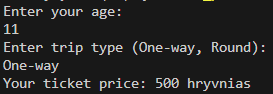 Enter your age:
11
Enter trip type (One-way, Round):
One-way
Your ticket price: 500 hryvnias